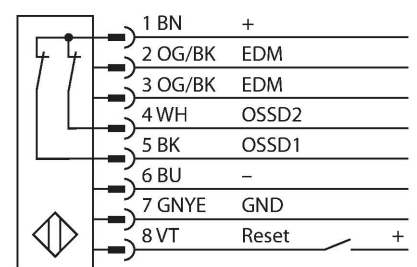 1 BN +
2 OG/BK EDM
3 OG/BK EDM
4 WH OSSD2
5 BK OSSD1
6 BU –
7 GNYE GND
8 VT Reset +